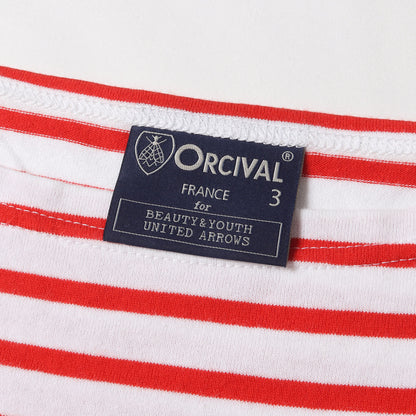 ORCIVAL®
FRANCE 3
for
BEAUTY&YOUTH
UNITED ARROWS